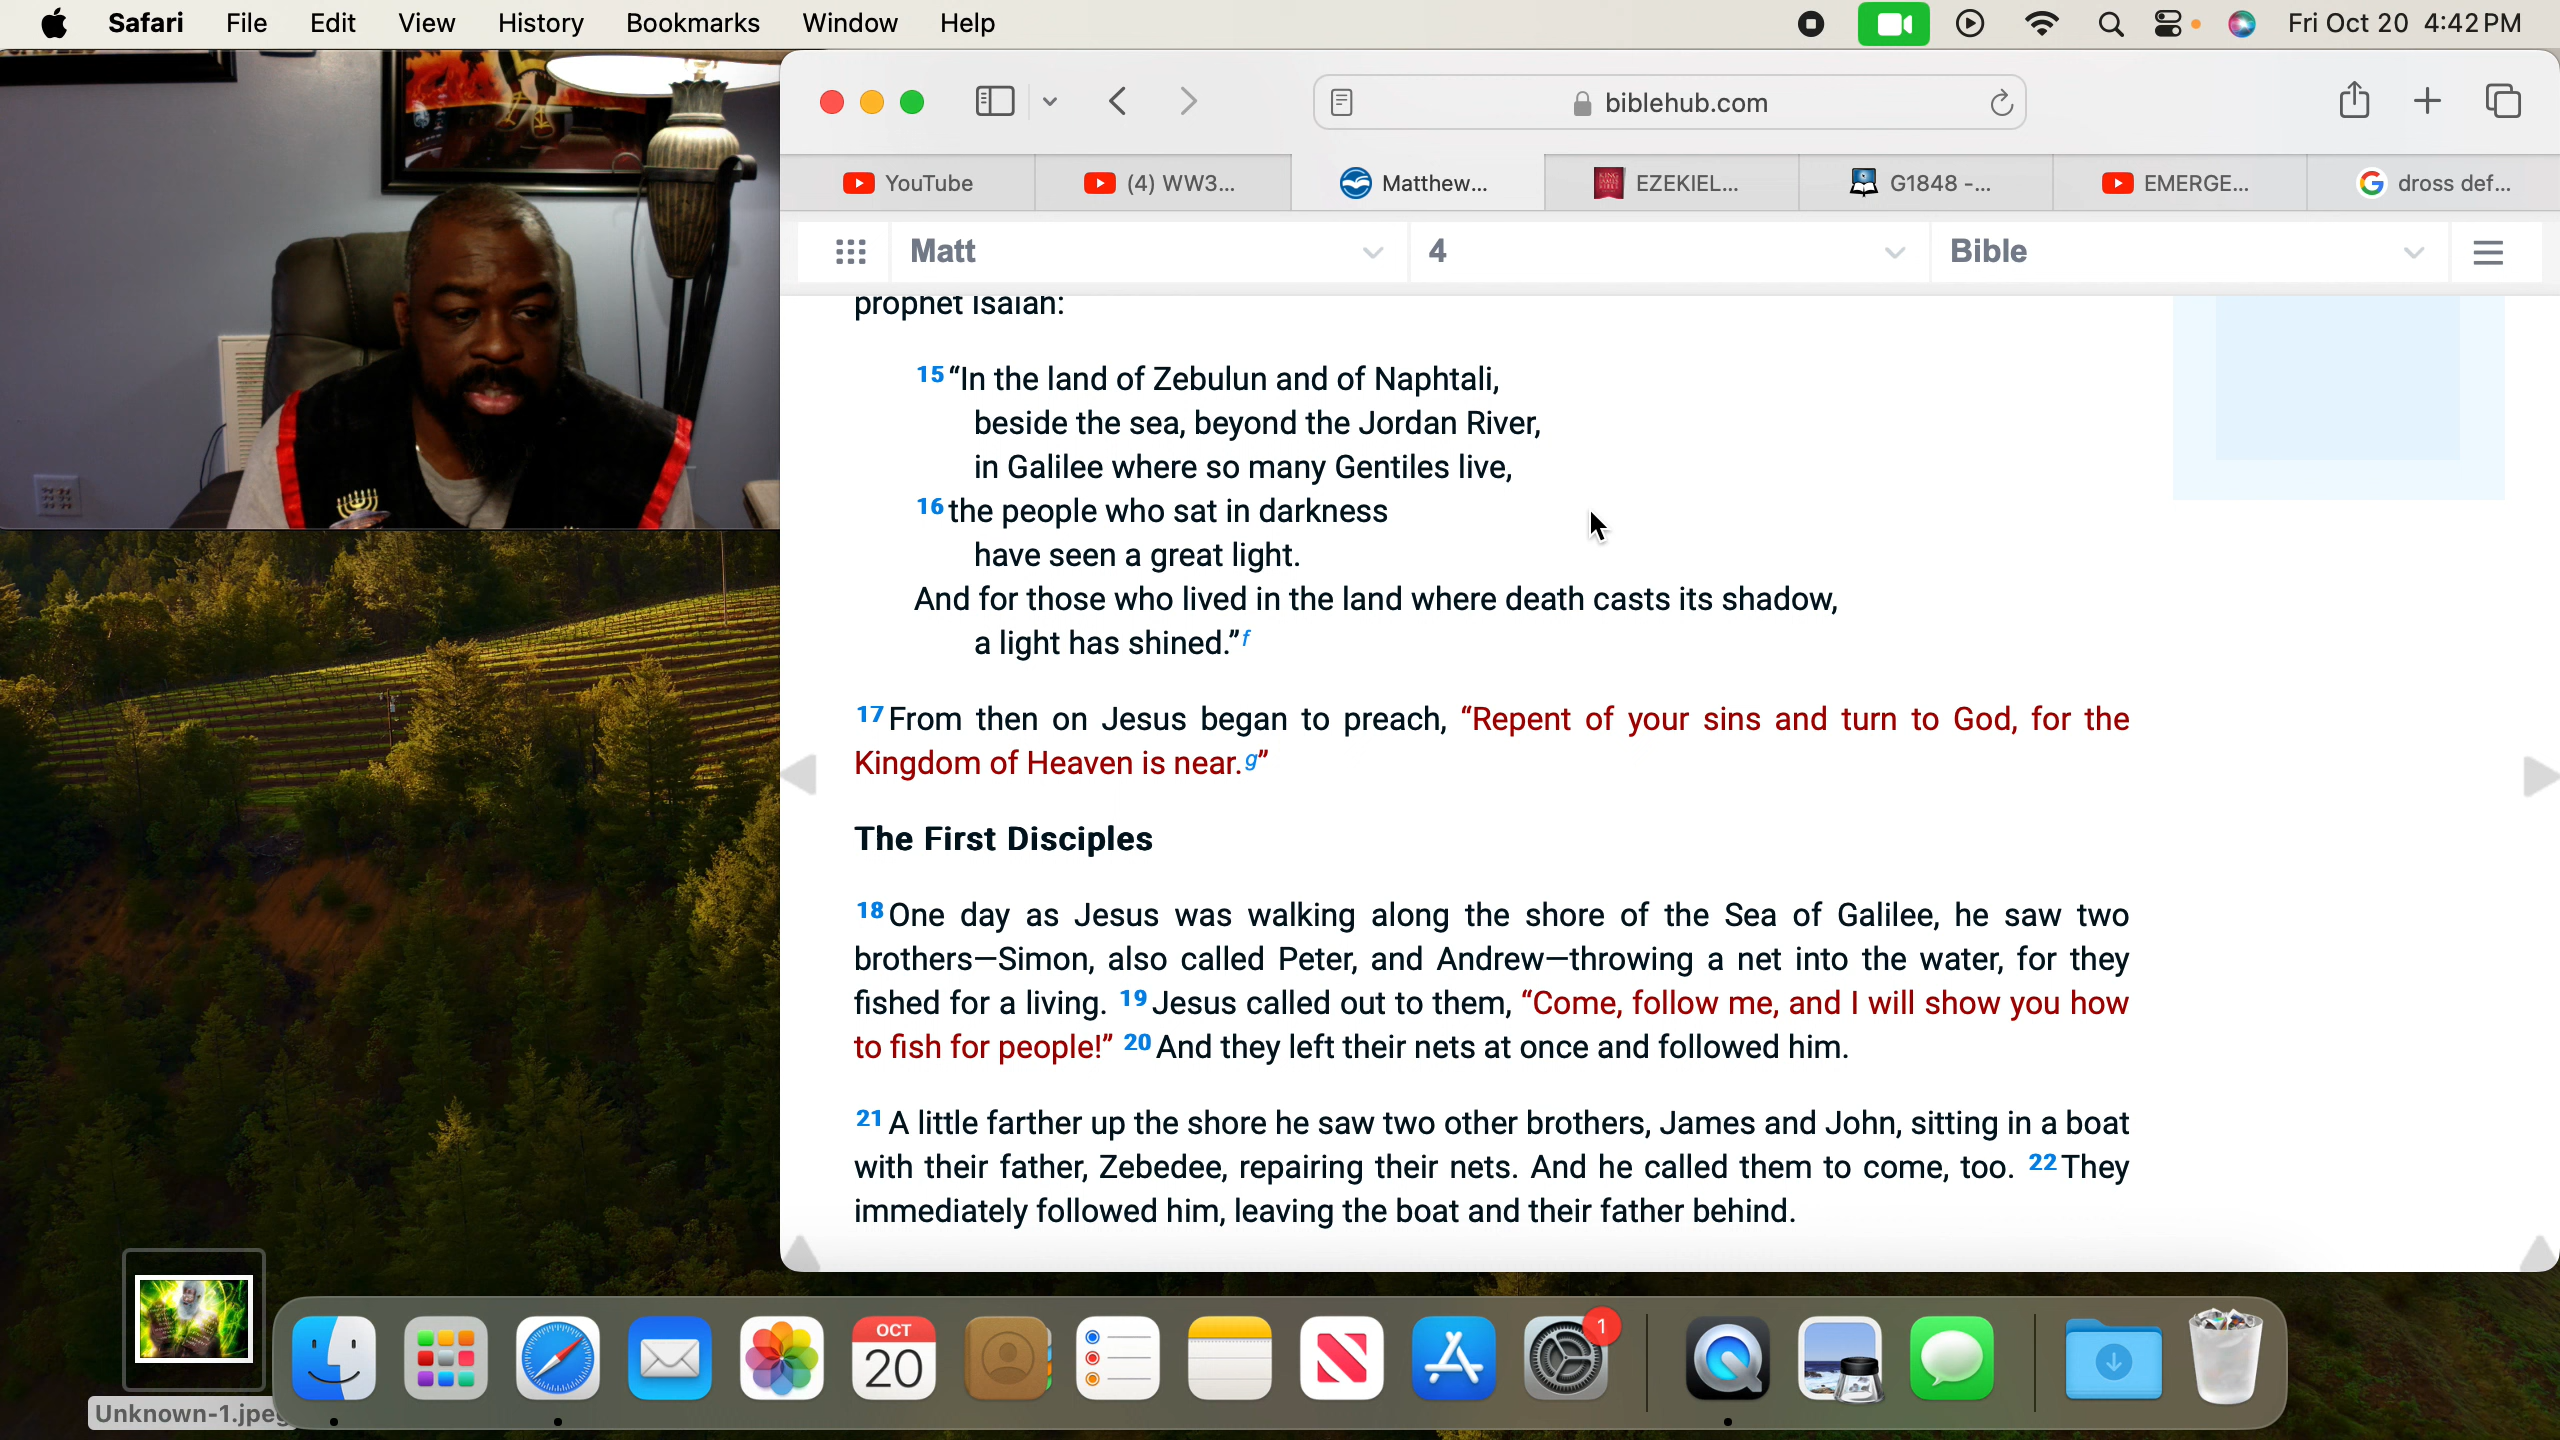 Safari File Edit View History Bookmarks Window Help Fri Oct 20 4:42 PM
biblehub.com
YouTube (4) WW3... Matthew... EZEKIEL... G1848 -... EMERGE... dross def...
Matt 4 Bible
prophet Isaiah:
15 “In the land of Zebulun and of Naphtali,
beside the sea, beyond the Jordan River,
in Galilee where so many Gentiles live,
16 the people who sat in darkness
have seen a great light.
And for those who lived in the land where death casts its shadow,
a light has shined.” f
17 From then on Jesus began to preach, “Repent of your sins and turn to God, for the
Kingdom of Heaven is near. g”
The First Disciples
18 One day as Jesus was walking along the shore of the Sea of Galilee, he saw two
brothers—Simon, also called Peter, and Andrew—throwing a net into the water, for they
fished for a living. 19 Jesus called out to them, “Come, follow me, and I will show you how
to fish for people!” 20 And they left their nets at once and followed him.
21 A little farther up the shore he saw two other brothers, James and John, sitting in a boat
with their father, Zebedee, repairing their nets. And he called them to come, too. 22 They
immediately followed him, leaving the boat and their father behind.
OCT
20
1
Unknown-1.jpeg